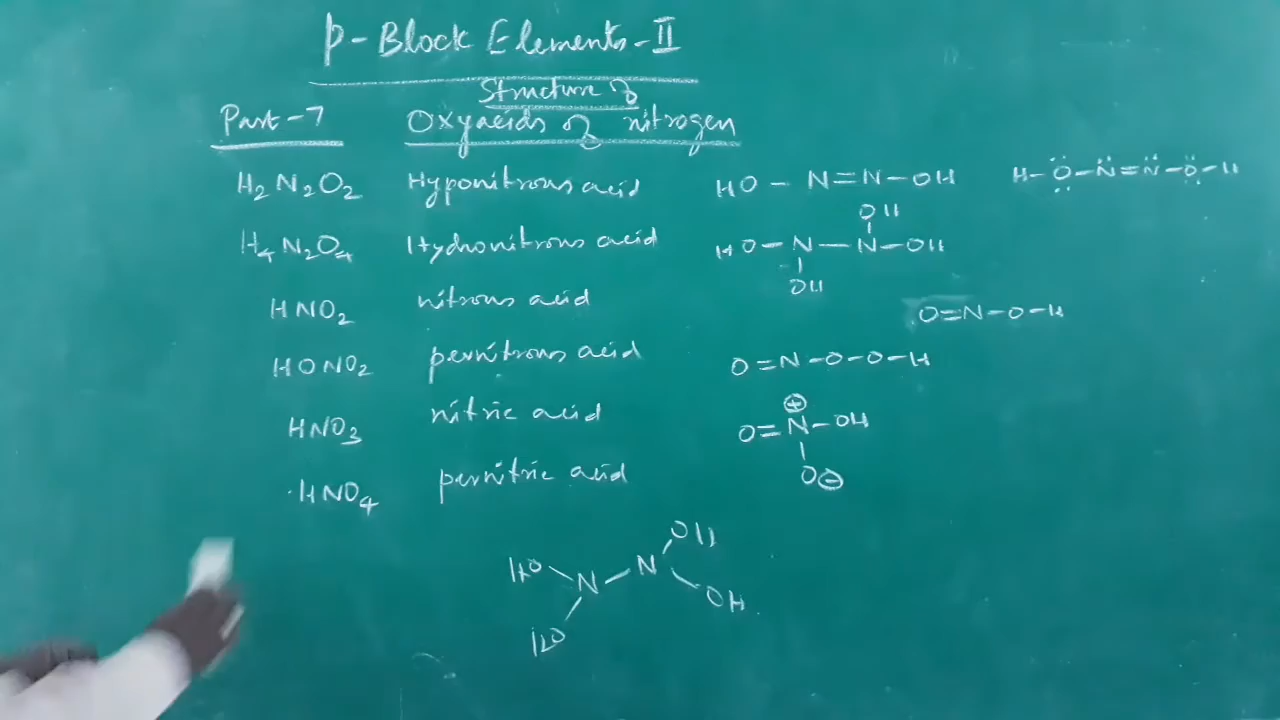 p-Block Elements-II
Structure of
Part-7 Oxyacids of nitrogen
H₂N₂O₂ Hyponitrous acid HO-N=N-OH H-O-N=N-O-H
OH
H₄N₂O₄ Hydronitrous acid HO-N-N-OH
OH
HNO₂ nitrous acid O=N-O-H
HONO₂ pernitrous acid O=N-O-O-H
⊕
HNO₃ nitric acid O=N-OH
HNO₄ pernitric acid O⊖
OH
HO N-N
HO OH